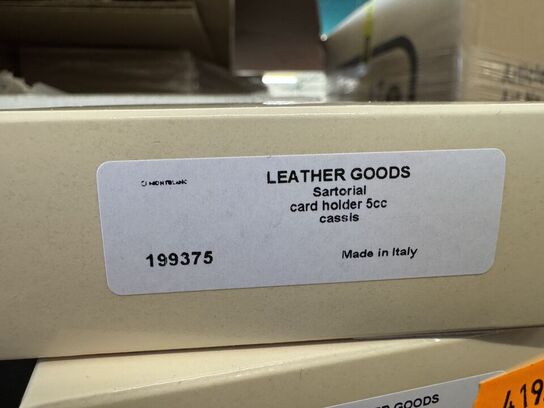 MONTBLANC
LEATHER GOODS
Sartorial
card holder 5cc
cassis
199375
Made in Italy
GOODS
419